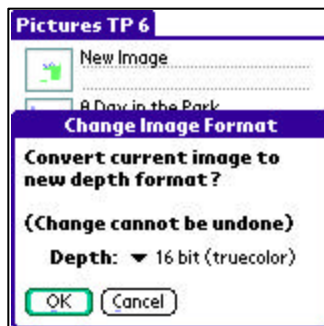 Pictures TP 6
New Image
A Day in the Park
Change Image Format
Convert current image to
new depth format?
(Change cannot be undone)
Depth: 16 bit (truecolor)
OK Cancel